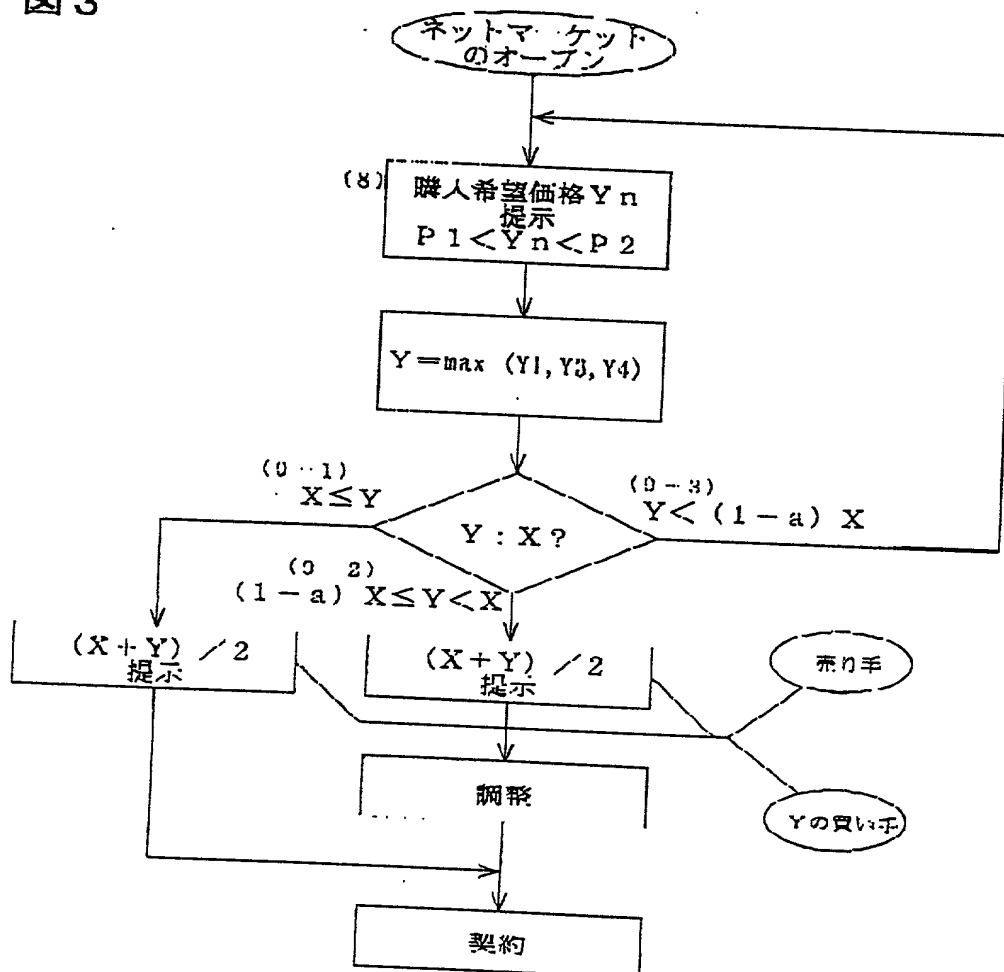 図3
ネットマーケット
のオープン
(8)
購入希望価格Yn
提示
P1<Yn<P2
Y=max (Y1,Y3,Y4)
(9-1)
X≤Y
(9-3)
Y<(1-a) X
Y:X?
(9-2)
(1-a) X≤Y<X
(X+Y) /2
提示
(X+Y) /2
提示
売り手
調整
Yの買い手
契約